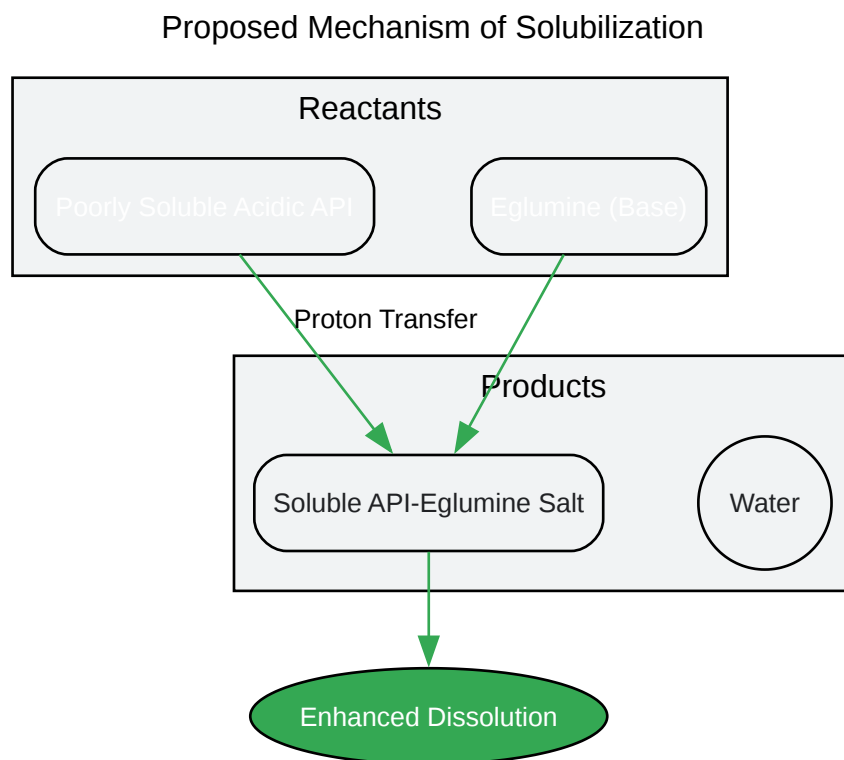 Proposed Mechanism of Solubilization
Reactants
Poorly Soluble Acidic API
Eglumine (Base)
Proton Transfer
Products
Soluble API-Eglumine Salt
Water
Enhanced Dissolution